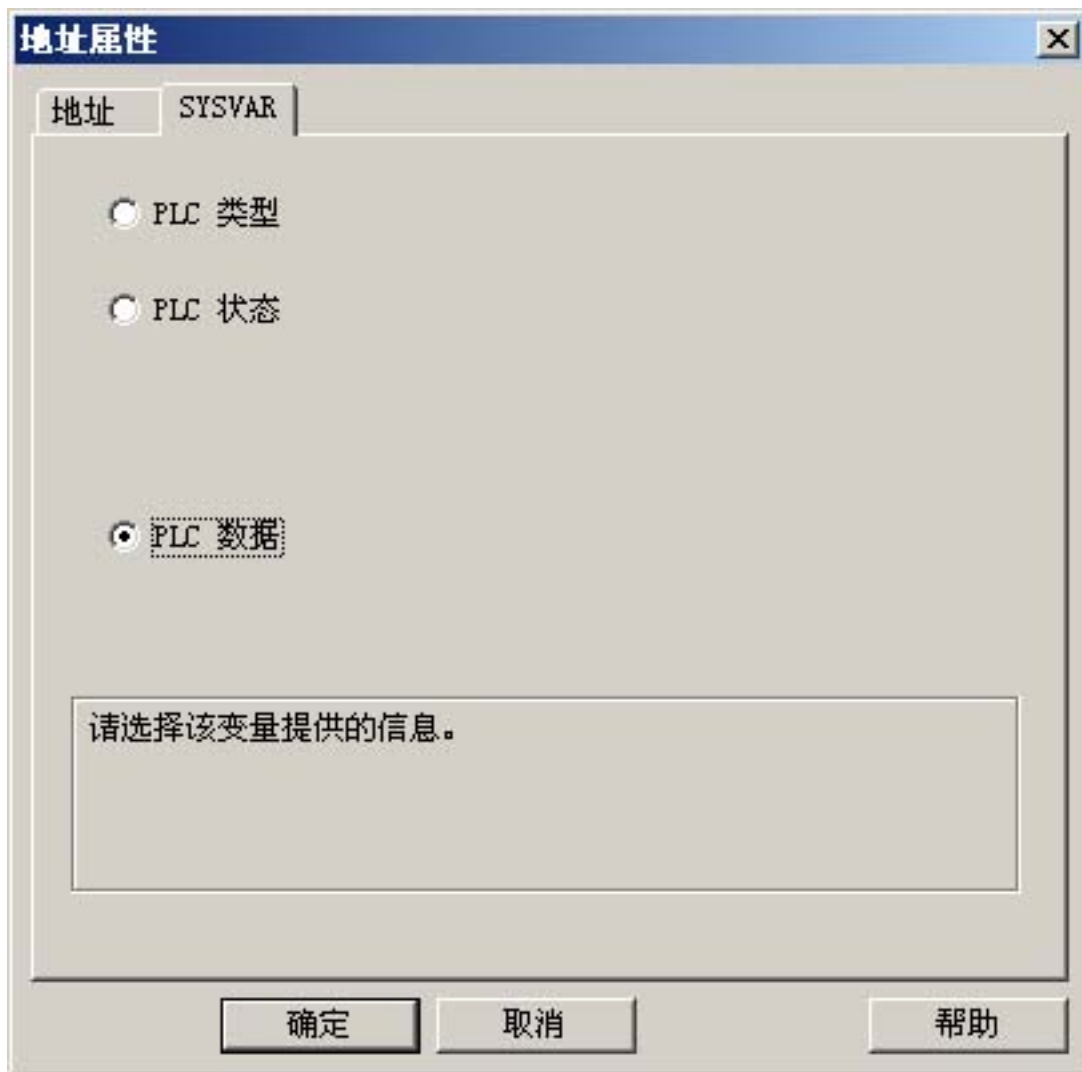 地址属性
地址
SYSVAR
PLC 类型
PLC 状态
PLC 数据
请选择该变量提供的信息。
确定
取消
帮助